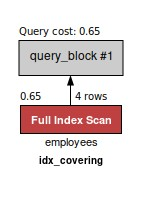 Query cost: 0.65
query_block #1
0.65 4 rows
Full Index Scan
employees
idx_covering